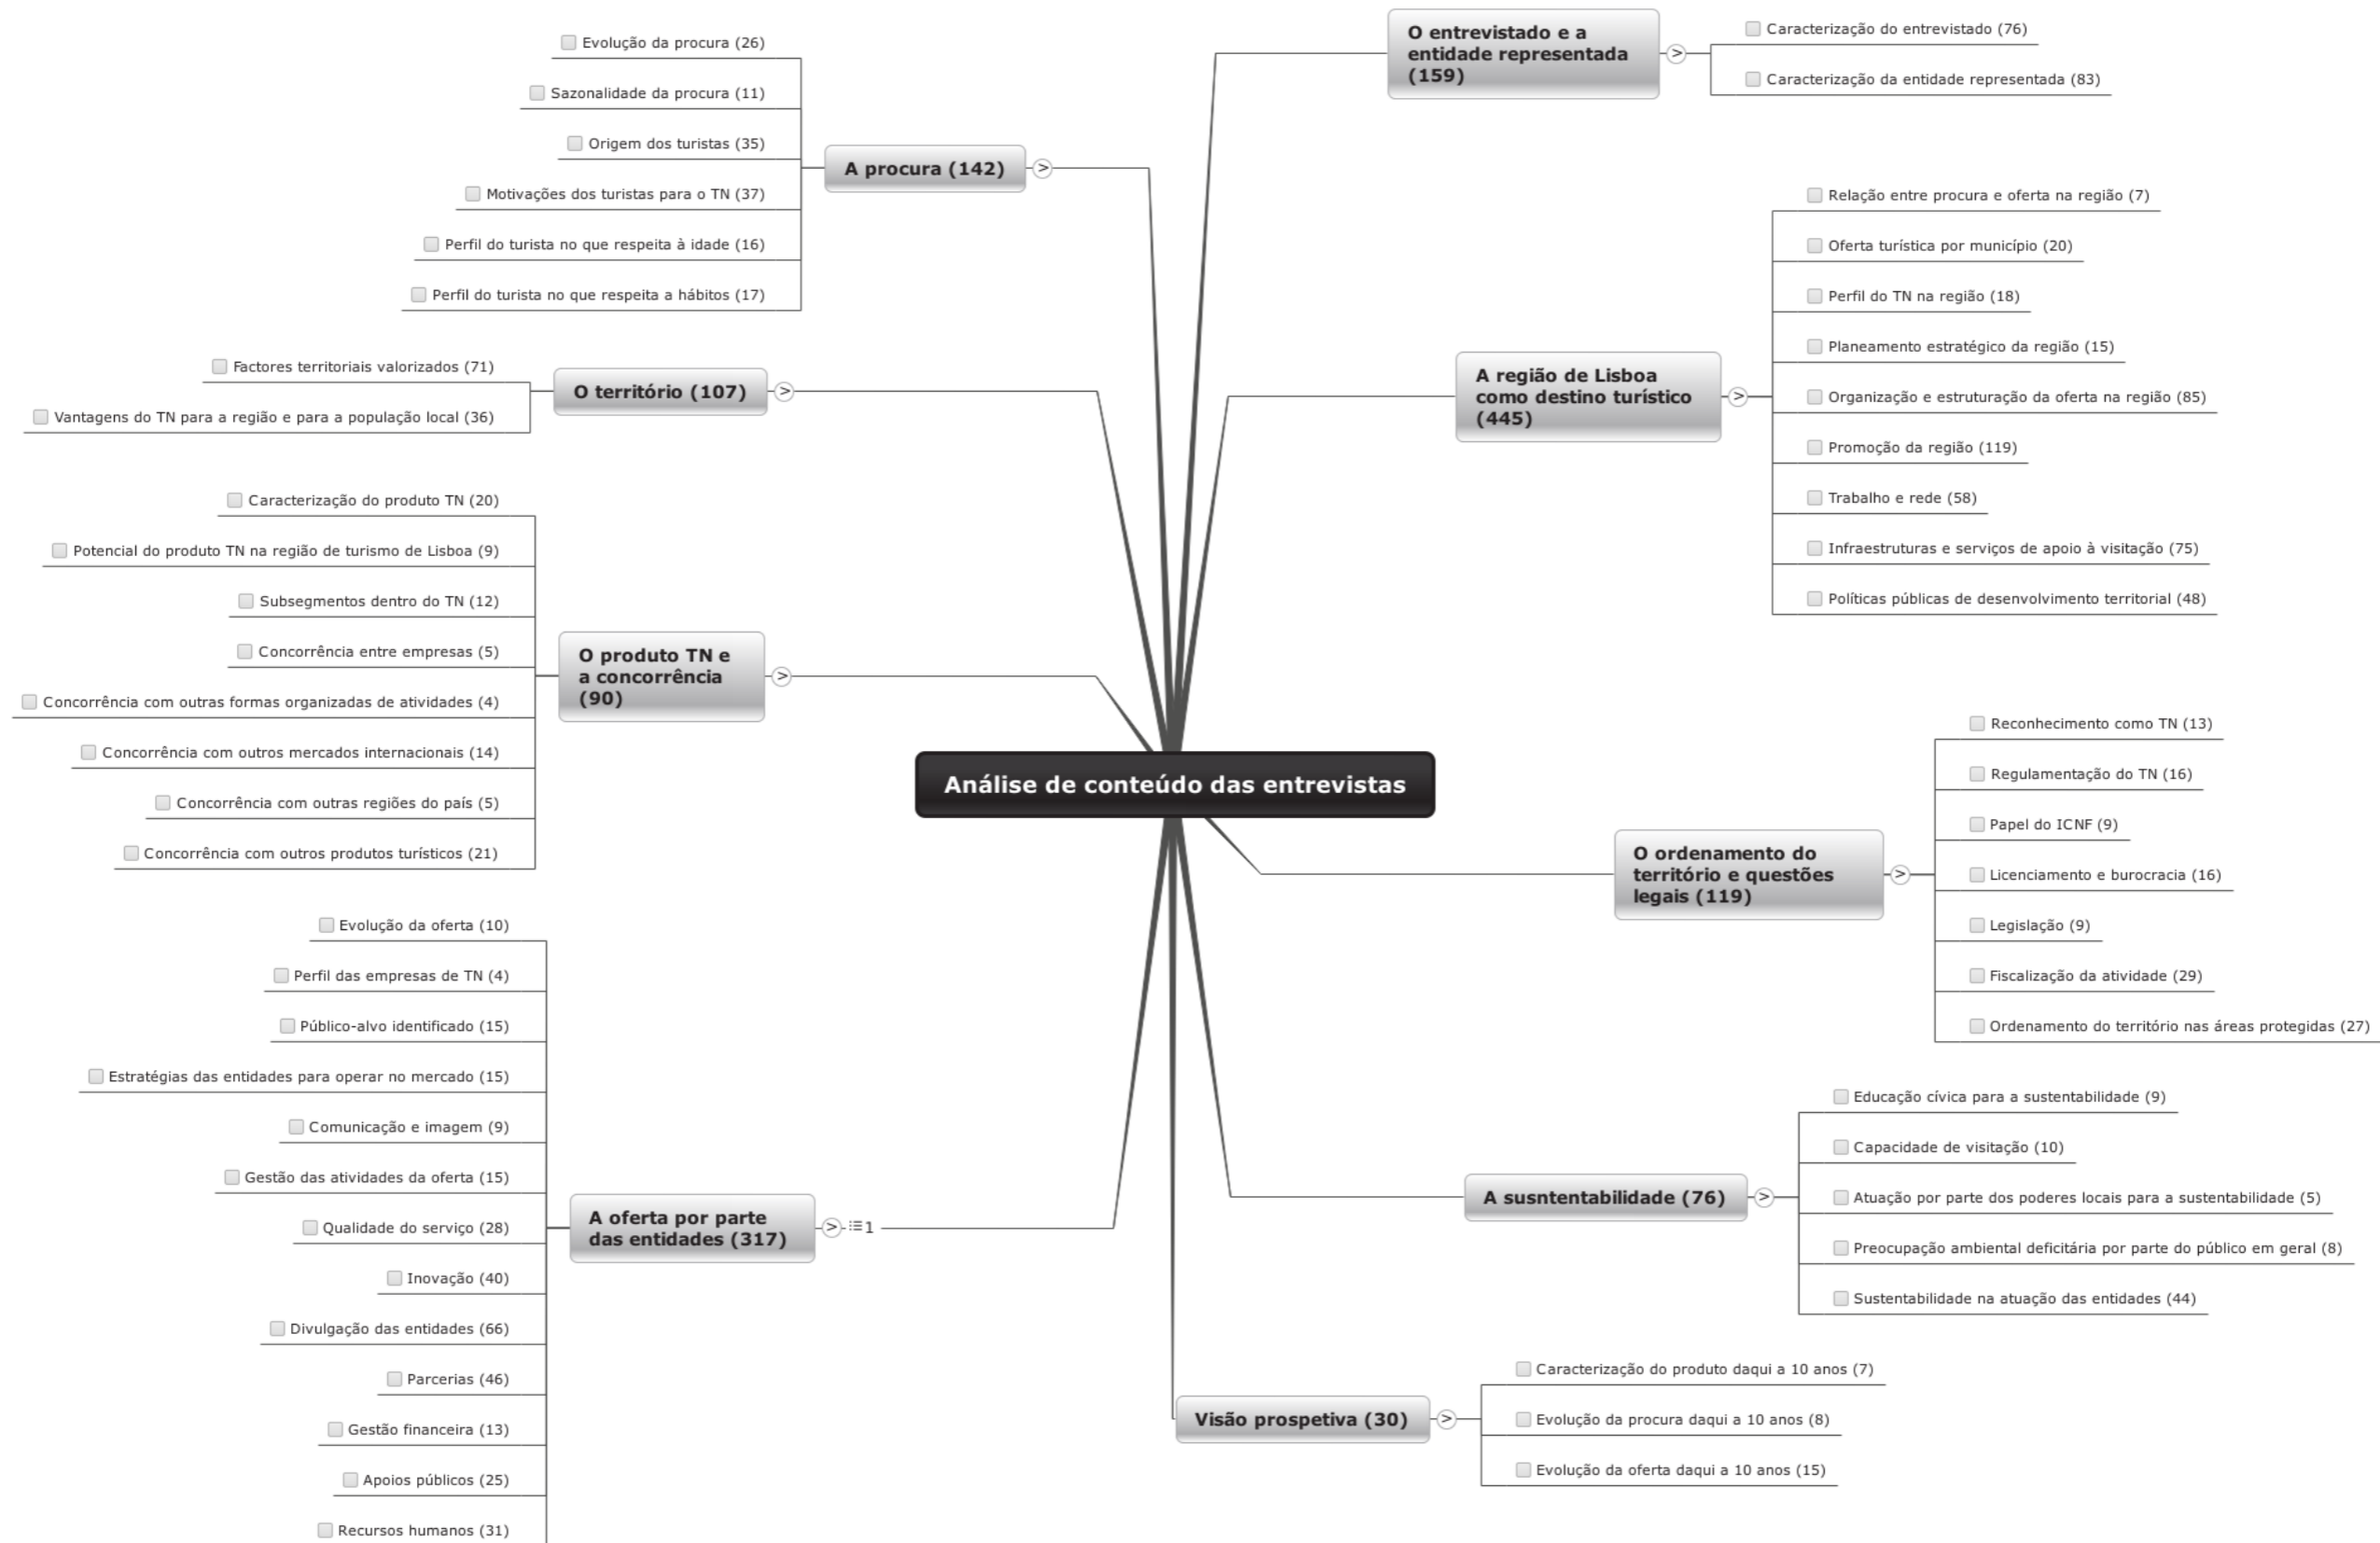 Análise de conteúdo das entrevistas
O entrevistado e a
entidade representada
(159)
Caracterização do entrevistado (76)
Caracterização da entidade representada (83)
A região de Lisboa
como destino turístico
(445)
Relação entre procura e oferta na região (7)
Oferta turística por município (20)
Perfil do TN na região (18)
Planeamento estratégico da região (15)
Organização e estruturação da oferta na região (85)
Promoção da região (119)
Trabalho e rede (58)
Infraestruturas e serviços de apoio à visitação (75)
Políticas públicas de desenvolvimento territorial (48)
O ordenamento do
território e questões
legais (119)
Reconhecimento como TN (13)
Regulamentação do TN (16)
Papel do ICNF (9)
Licenciamento e burocracia (16)
Legislação (9)
Fiscalização da atividade (29)
Ordenamento do território nas áreas protegidas (27)
A susntentabilidade (76)
Educação cívica para a sustentabilidade (9)
Capacidade de visitação (10)
Atuação por parte dos poderes locais para a sustentabilidade (5)
Preocupação ambiental deficitária por parte do público em geral (8)
Sustentabilidade na atuação das entidades (44)
Visão prospetiva (30)
Caracterização do produto daqui a 10 anos (7)
Evolução da procura daqui a 10 anos (8)
Evolução da oferta daqui a 10 anos (15)
A procura (142)
Evolução da procura (26)
Sazonalidade da procura (11)
Origem dos turistas (35)
Motivações dos turistas para o TN (37)
Perfil do turista no que respeita à idade (16)
Perfil do turista no que respeita a hábitos (17)
O território (107)
Factores territoriais valorizados (71)
Vantagens do TN para a região e para a população local (36)
O produto TN e
a concorrência
(90)
Caracterização do produto TN (20)
Potencial do produto TN na região de turismo de Lisboa (9)
Subsegmentos dentro do TN (12)
Concorrência entre empresas (5)
Concorrência com outras formas organizadas de atividades (4)
Concorrência com outros mercados internacionais (14)
Concorrência com outras regiões do país (5)
Concorrência com outros produtos turísticos (21)
A oferta por parte
das entidades (317)
1
Evolução da oferta (10)
Perfil das empresas de TN (4)
Público-alvo identificado (15)
Estratégias das entidades para operar no mercado (15)
Comunicação e imagem (9)
Gestão das atividades da oferta (15)
Qualidade do serviço (28)
Inovação (40)
Divulgação das entidades (66)
Parcerias (46)
Gestão financeira (13)
Apoios públicos (25)
Recursos humanos (31)